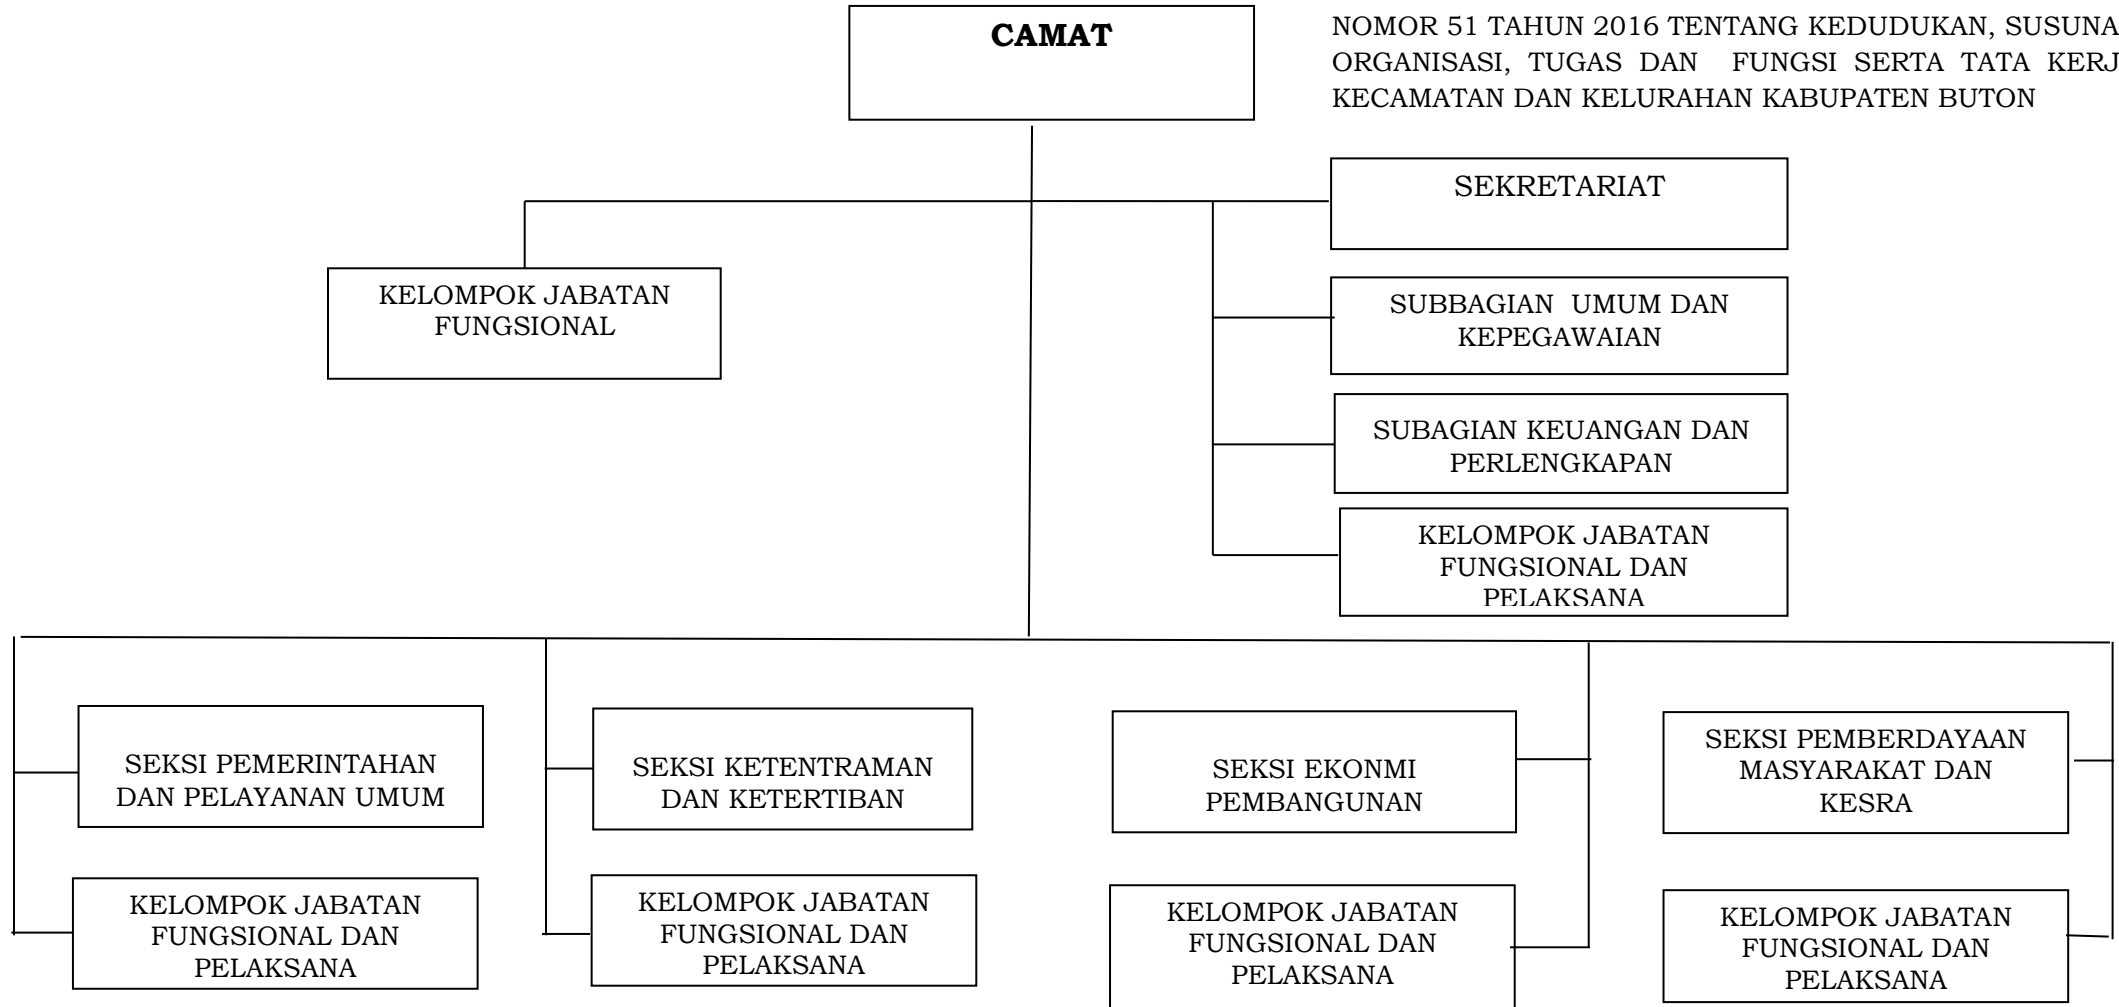 CAMAT
NOMOR 51 TAHUN 2016 TENTANG KEDUDUKAN, SUSUNA
ORGANISASI, TUGAS DAN FUNGSI SERTA TATA KERJ
KECAMATAN DAN KELURAHAN KABUPATEN BUTON
SEKRETARIAT
KELOMPOK JABATAN
FUNGSIONAL
SUBBAGIAN UMUM DAN
KEPEGAWAIAN
SUBAGIAN KEUANGAN DAN
PERLENGKAPAN
KELOMPOK JABATAN
FUNGSIONAL DAN
PELAKSANA
SEKSI PEMERINTAHAN
DAN PELAYANAN UMUM
SEKSI KETENTRAMAN
DAN KETERTIBAN
SEKSI EKONMI
PEMBANGUNAN
SEKSI PEMBERDAYAAN
MASYARAKAT DAN
KESRA
KELOMPOK JABATAN
FUNGSIONAL DAN
PELAKSANA
KELOMPOK JABATAN
FUNGSIONAL DAN
PELAKSANA
KELOMPOK JABATAN
FUNGSIONAL DAN
PELAKSANA
KELOMPOK JABATAN
FUNGSIONAL DAN
PELAKSANA